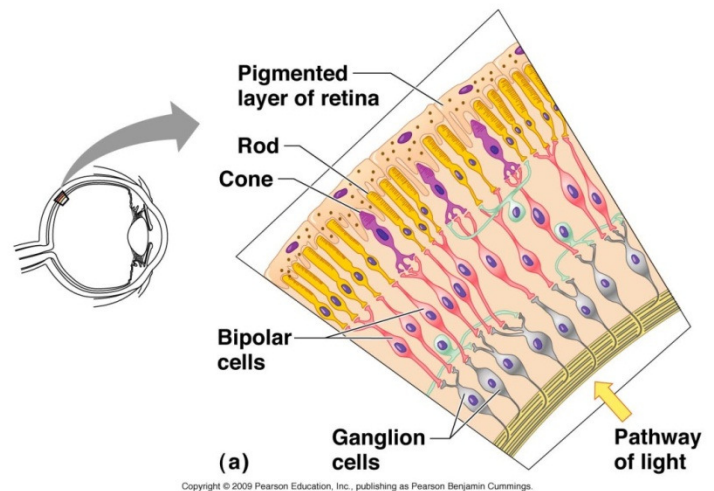 Pigmented
layer of retina
Rod
Cone
Bipolar
cells
Ganglion
cells
(a)
Pathway
of light
Copyright © 2009 Pearson Education, Inc., publishing as Pearson Benjamin Cummings.